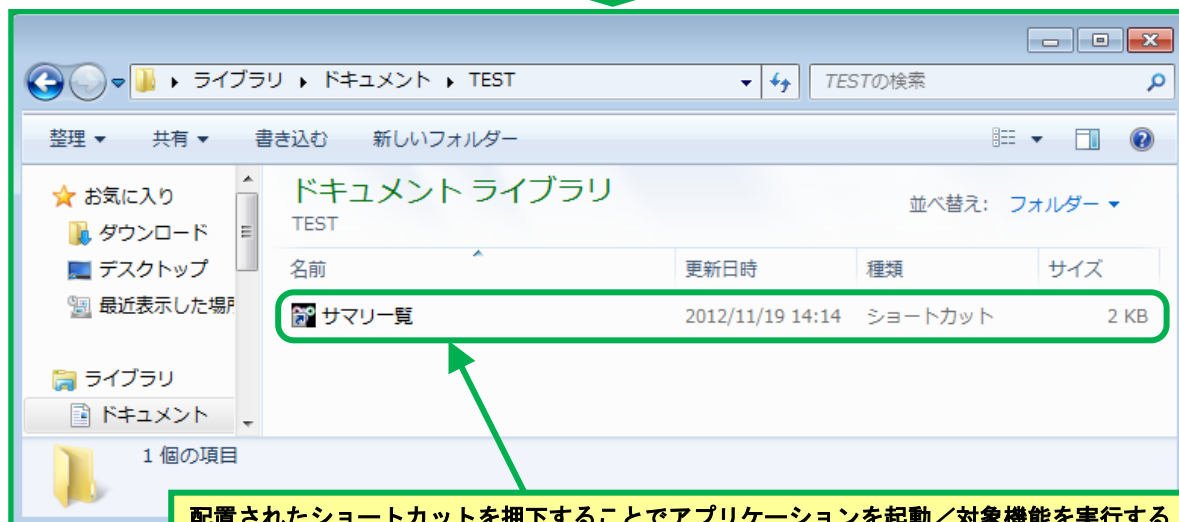 ライブラリ ▸ ドキュメント ▸ TEST
TESTの検索
整理 ▼ 共有 ▼ 書き込む 新しいフォルダー
お気に入り
ダウンロード
デスクトップ
最近表示した場所
ライブラリ
ドキュメント
ドキュメント ライブラリ
TEST
並べ替え: フォルダー ▼
名前 更新日時 種類 サイズ
サマリ一覧 2012/11/19 14:14 ショートカット 2 KB
1 個の項目
配置されたショートカットを押下することでアプリケーションを起動/対象機能を実行する